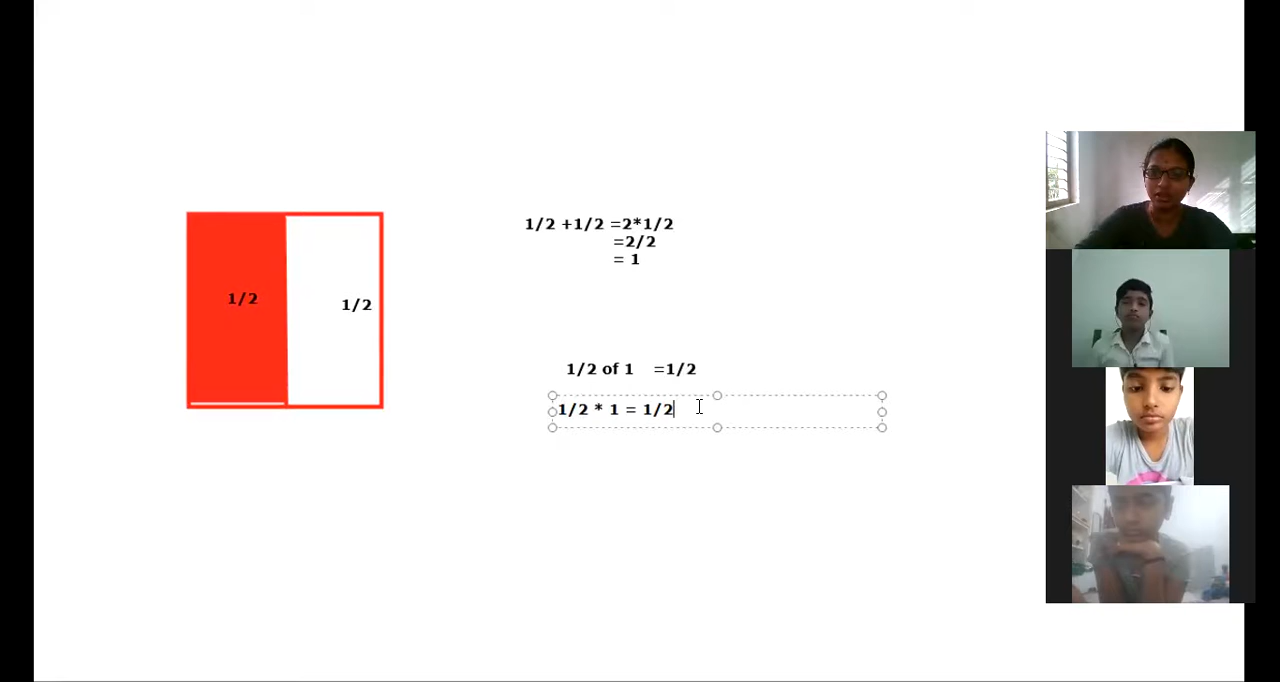 1/2
1/2
1/2 +1/2 =2*1/2
=2/2
= 1
1/2 of 1 =1/2
1/2 * 1 = 1/2